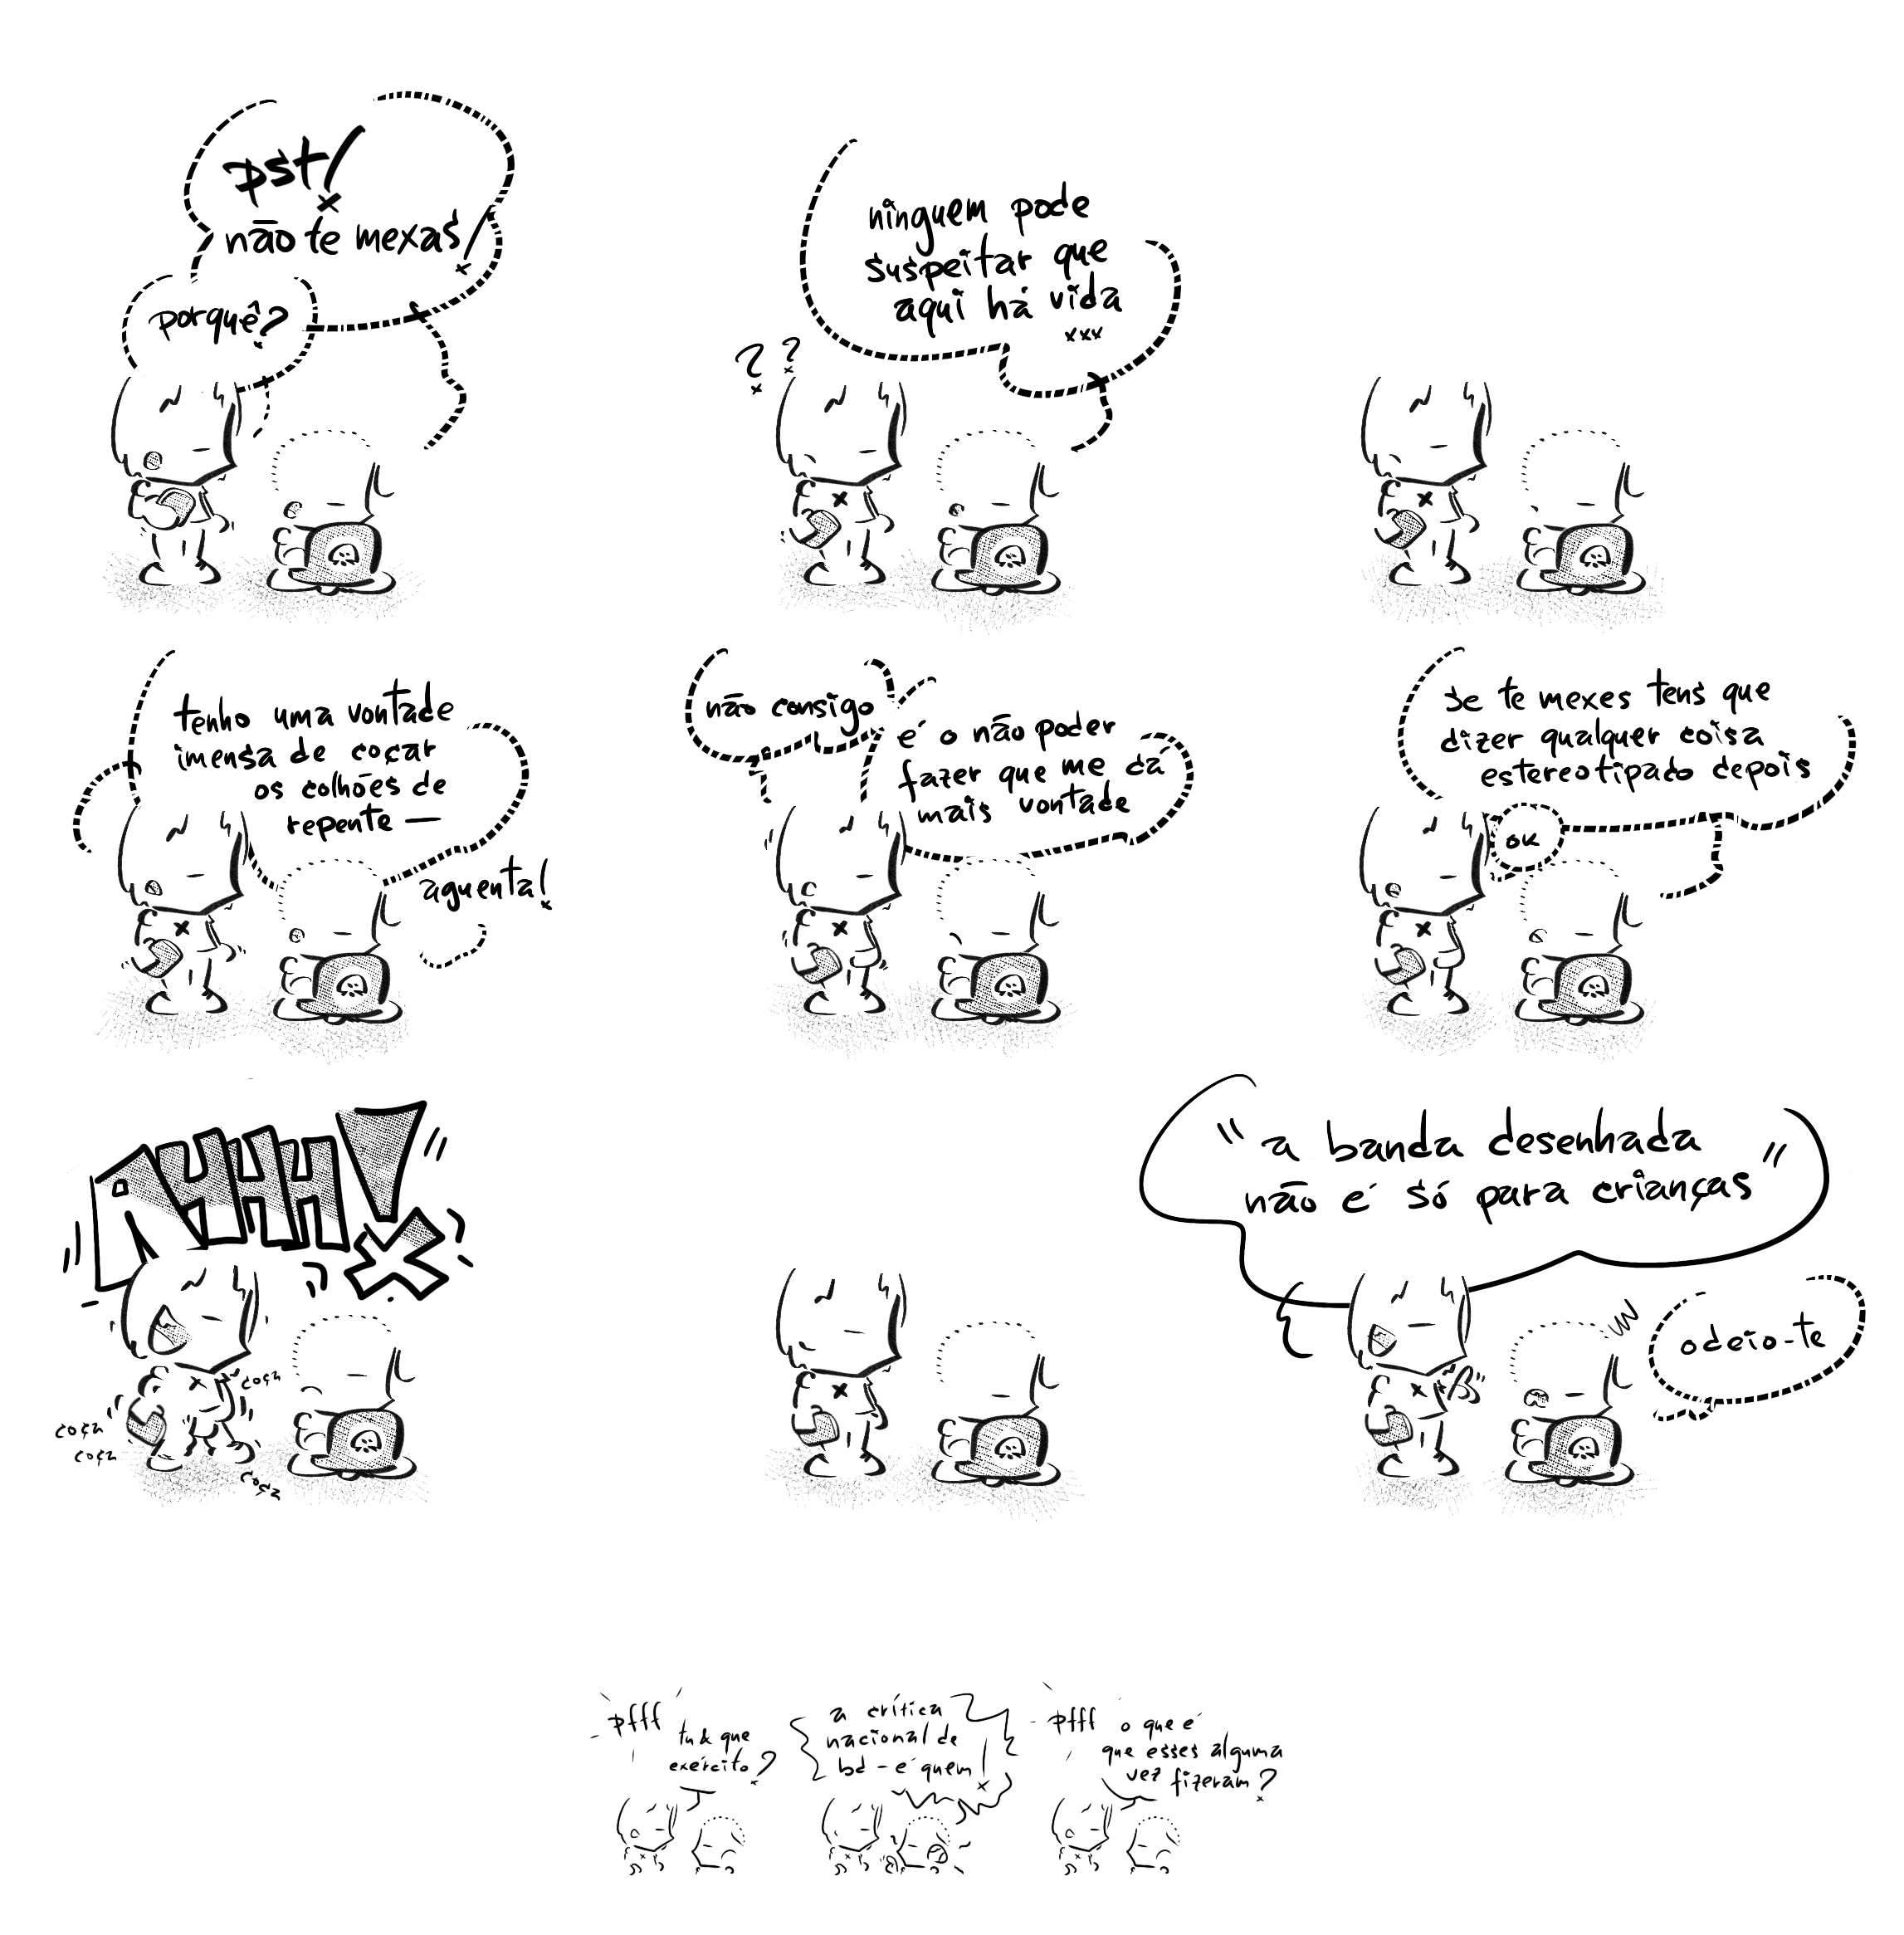 pst!
não te mexas!
porquê?
ninguem pode
suspeitar que
aqui há vida
xxx
? ?
tenho uma vontade
imensa de coçar
os colhões de
repente —
aguenta!
não consigo
é o não poder
fazer que me dá
mais vontade
se te mexes tens que
dizer qualquer coisa
estereotipado depois
ok
AHHH!
coça
coça
coça
coça
"a banda desenhada
não é só para crianças"
odeio-te
pfff
tu & que
exército?
a crítica
nacional de
bd - é quem!
pfff
o que é
que esses alguma
vez fizeram?